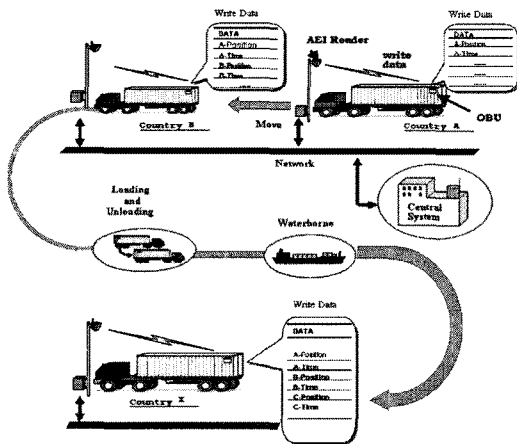 Write Data
DATA
A-Position
A-Time
B-Position
B-Time
Country B
Move
AEI Reader
write
data
Write Data
DATA
A-Position
A-Time
OBU
Country A
Network
Central
System
Loading
and
Unloading
Waterborne
Write Data
DATA
A-Position
A-Time
B-Position
B-Time
C-Position
C-Time
Country X